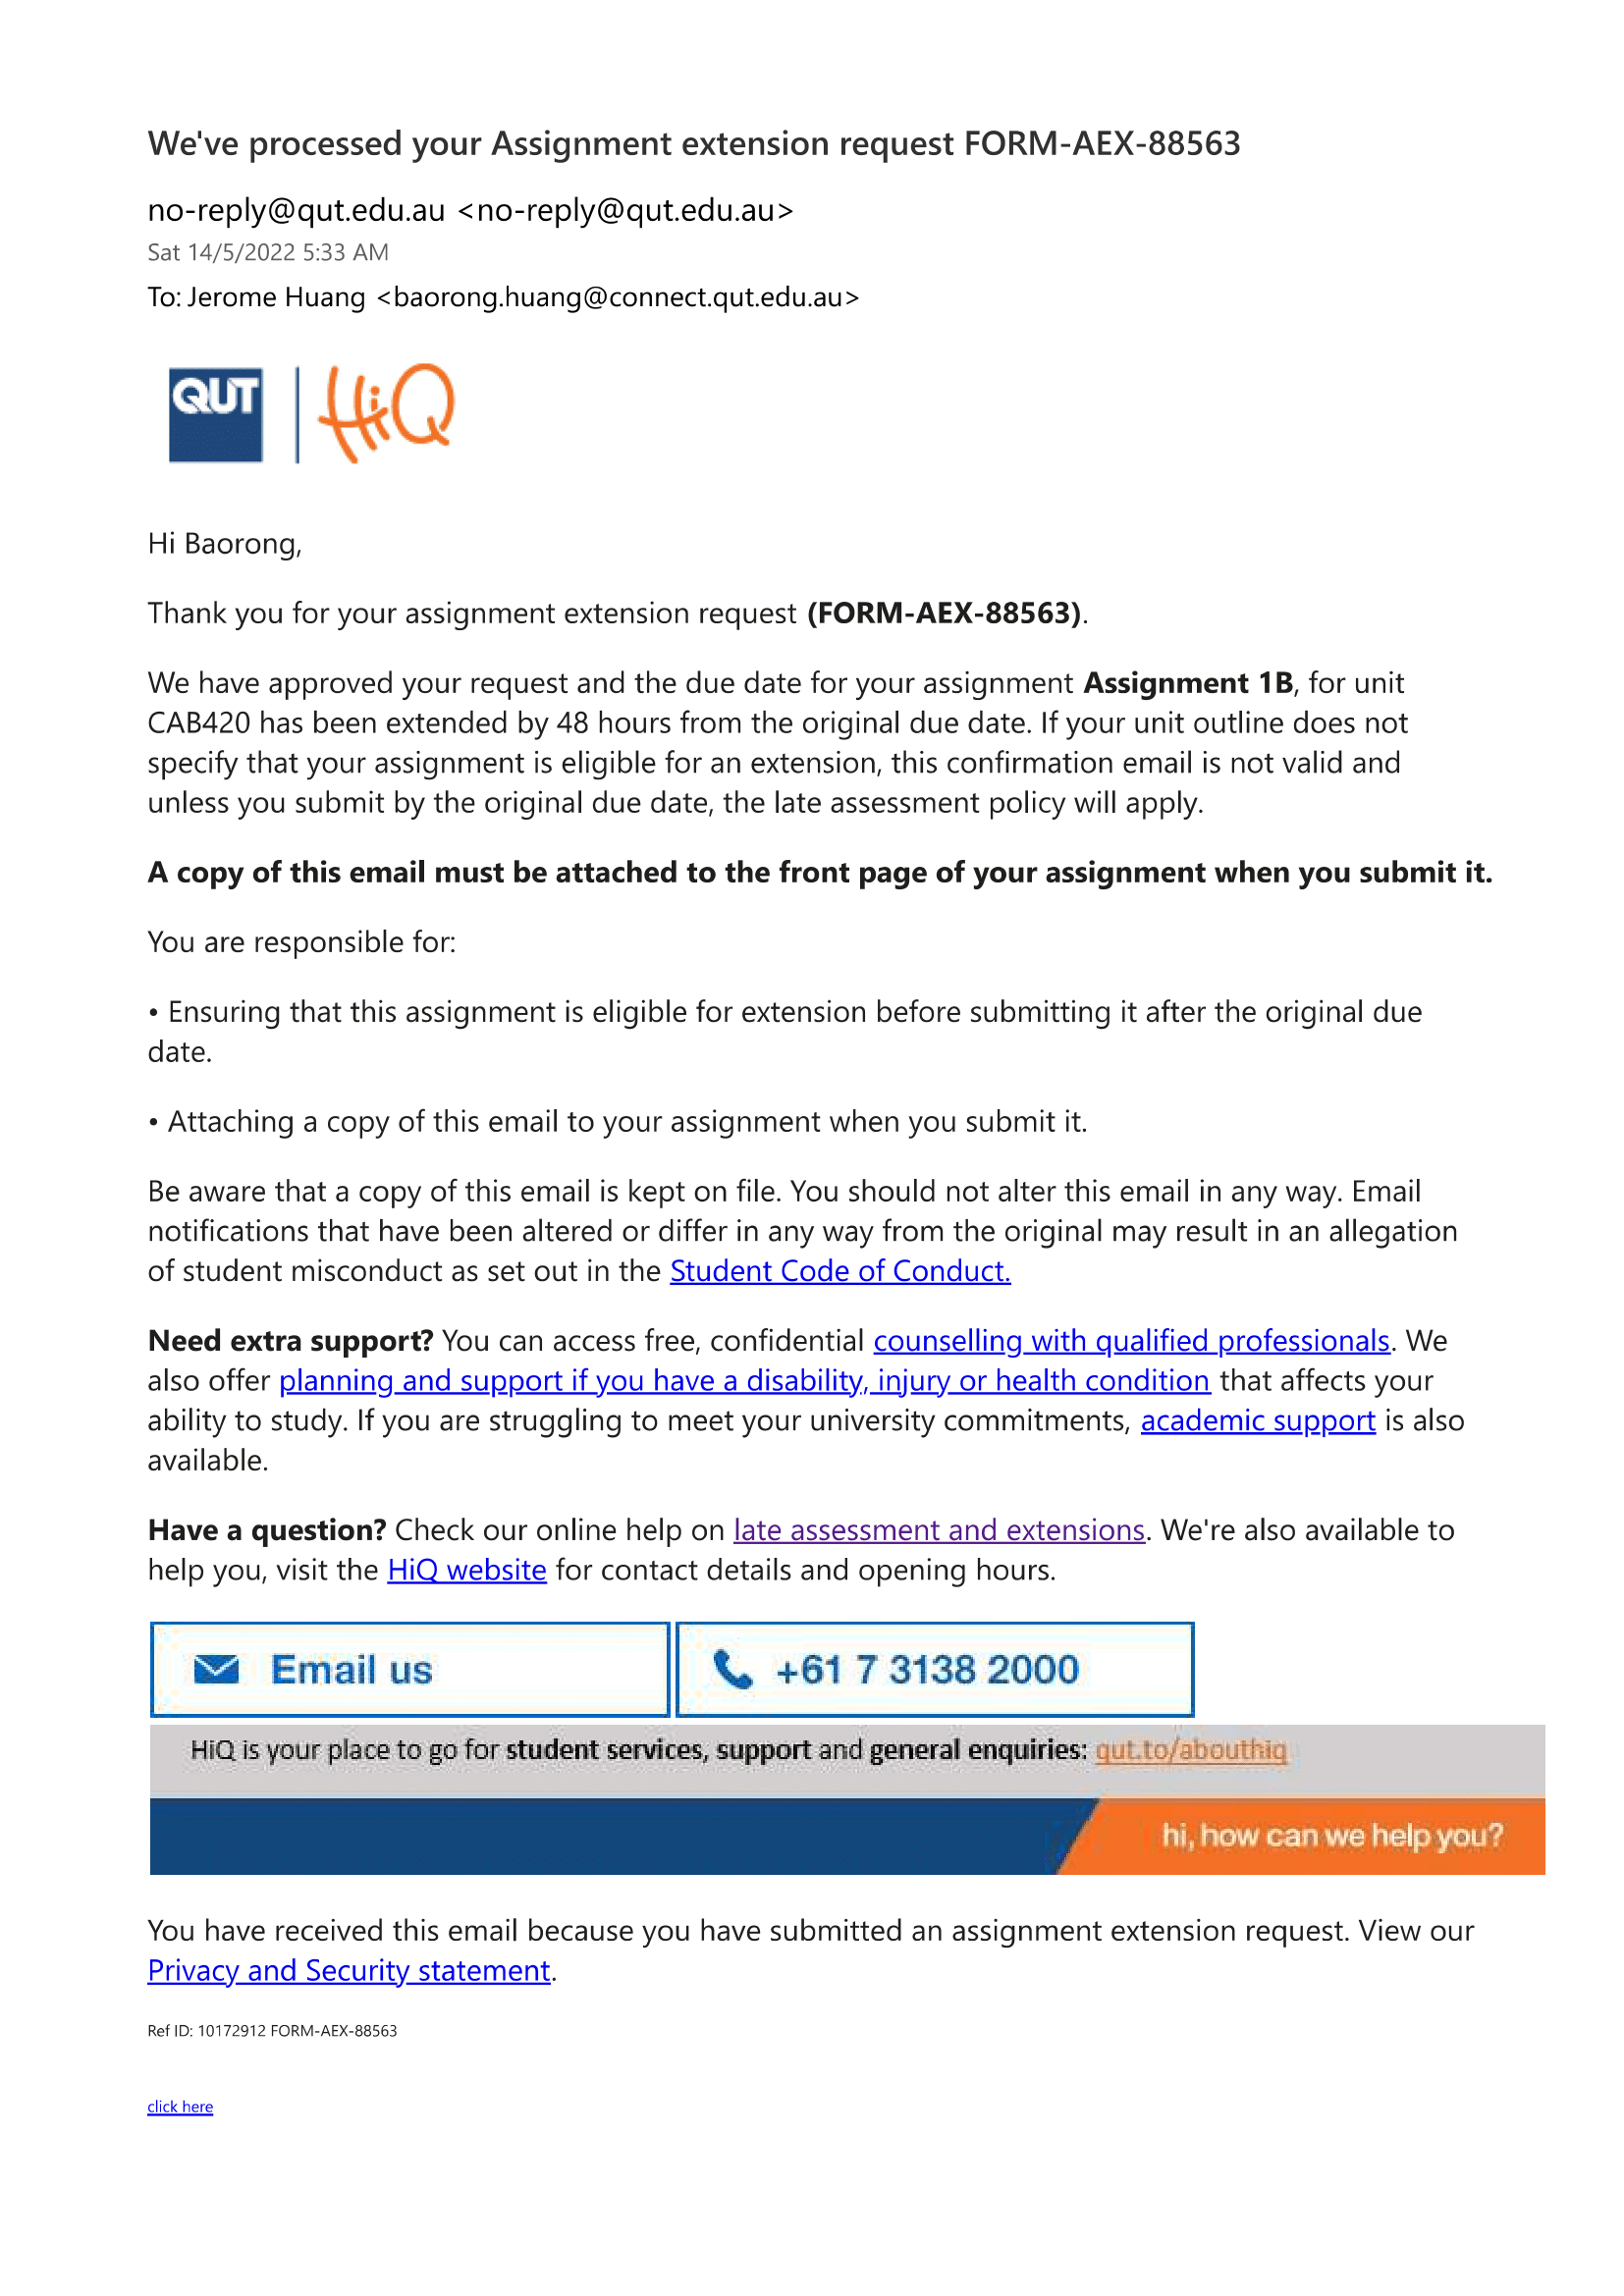 We've processed your Assignment extension request FORM-AEX-88563
no-reply@qut.edu.au <no-reply@qut.edu.au>
Sat 14/5/2022 5:33 AM
To: Jerome Huang <baorong.huang@connect.qut.edu.au>
QUT HiQ
Hi Baorong,
Thank you for your assignment extension request (FORM-AEX-88563).
We have approved your request and the due date for your assignment Assignment 1B, for unit
CAB420 has been extended by 48 hours from the original due date. If your unit outline does not
specify that your assignment is eligible for an extension, this confirmation email is not valid and
unless you submit by the original due date, the late assessment policy will apply.
A copy of this email must be attached to the front page of your assignment when you submit it.
You are responsible for:
• Ensuring that this assignment is eligible for extension before submitting it after the original due
date.
• Attaching a copy of this email to your assignment when you submit it.
Be aware that a copy of this email is kept on file. You should not alter this email in any way. Email
notifications that have been altered or differ in any way from the original may result in an allegation
of student misconduct as set out in the Student Code of Conduct.
Need extra support? You can access free, confidential counselling with qualified professionals. We
also offer planning and support if you have a disability, injury or health condition that affects your
ability to study. If you are struggling to meet your university commitments, academic support is also
available.
Have a question? Check our online help on late assessment and extensions. We're also available to
help you, visit the HiQ website for contact details and opening hours.
Email us +61 7 3138 2000
HiQ is your place to go for student services, support and general enquiries: qut.to/abouthiq
hi, how can we help you?
You have received this email because you have submitted an assignment extension request. View our
Privacy and Security statement.
Ref ID: 10172912 FORM-AEX-88563
click here